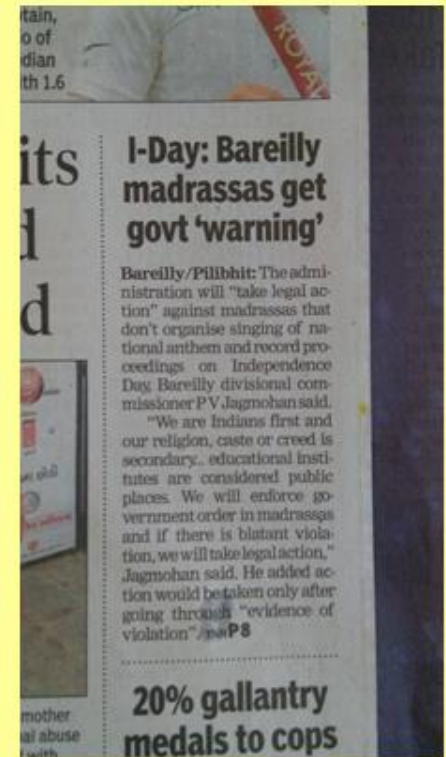 tain,
o of
dian
th 1.6
ROYAL
its
d
d
I-Day: Bareilly
madrassas get
govt ‘warning’
Bareilly/Pilibhit: The admi-
nistration will “take legal ac-
tion” against madrassas that
don’t organise singing of na-
tional anthem and record pro-
ceedings on Independence
Day, Bareilly divisional com-
missioner P V Jagmohan said.
“We are Indians first and
our religion, caste or creed is
secondary.. educational insti-
tutes are considered public
places. We will enforce go-
vernment order in madrassas
and if there is blatant viola-
tion, we will take legal action,”
Jagmohan said. He added ac-
tion would be taken only after
going through “evidence of
violation”. P8
20% gallantry
medals to cops
mother
al abuse
with